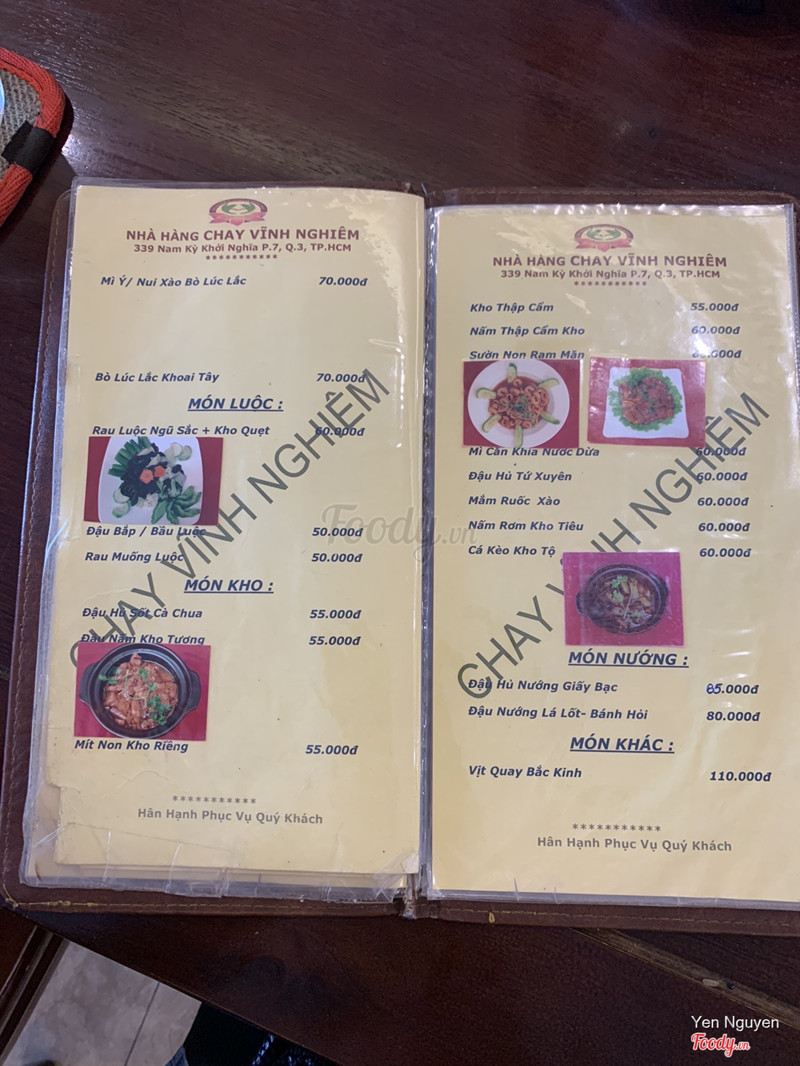 NHÀ HÀNG CHAY VĨNH NGHIÊM
339 Nam Kỳ Khởi Nghĩa P.7, Q.3, TP.HCM
***********
Mì Ý/ Nui Xào Bò Lúc Lắc 70.000đ
Bò Lúc Lắc Khoai Tây 70.000đ
MÓN LUỘC :
Rau Luộc Ngũ Sắc + Kho Quẹt 60.000đ
Đậu Bắp / Bầu Luộc 50.000đ
Rau Muống Luộc 50.000đ
MÓN KHO :
Đậu Hủ Sốt Cà Chua 55.000đ
Đậu Nấm Kho Tương 55.000đ
Mít Non Kho Riềng 55.000đ
***********
Hân Hạnh Phục Vụ Quý Khách
CHAY VĨNH NGHIÊM
NHÀ HÀNG CHAY VĨNH NGHIÊM
339 Nam Kỳ Khởi Nghĩa P.7, Q.3, TP.HCM
***********
Kho Thập Cẩm 55.000đ
Nấm Thập Cẩm Kho 60.000đ
Sườn Non Ram Mặn
Mì Căn Khìa Nước Dừa 60.000đ
Đậu Hủ Tứ Xuyên 60.000đ
Mắm Ruốc Xào 60.000đ
Nấm Rơm Kho Tiêu 60.000đ
Cá Kèo Kho Tộ 60.000đ
MÓN NƯỚNG :
Đậu Hủ Nướng Giấy Bạc 85.000đ
Đậu Nướng Lá Lốt- Bánh Hỏi 80.000đ
MÓN KHÁC :
Vịt Quay Bắc Kinh 110.000đ
***********
Hân Hạnh Phục Vụ Quý Khách
CHAY VĨNH NGHIÊM
Foody.vn
Yen Nguyen
Foody.vn